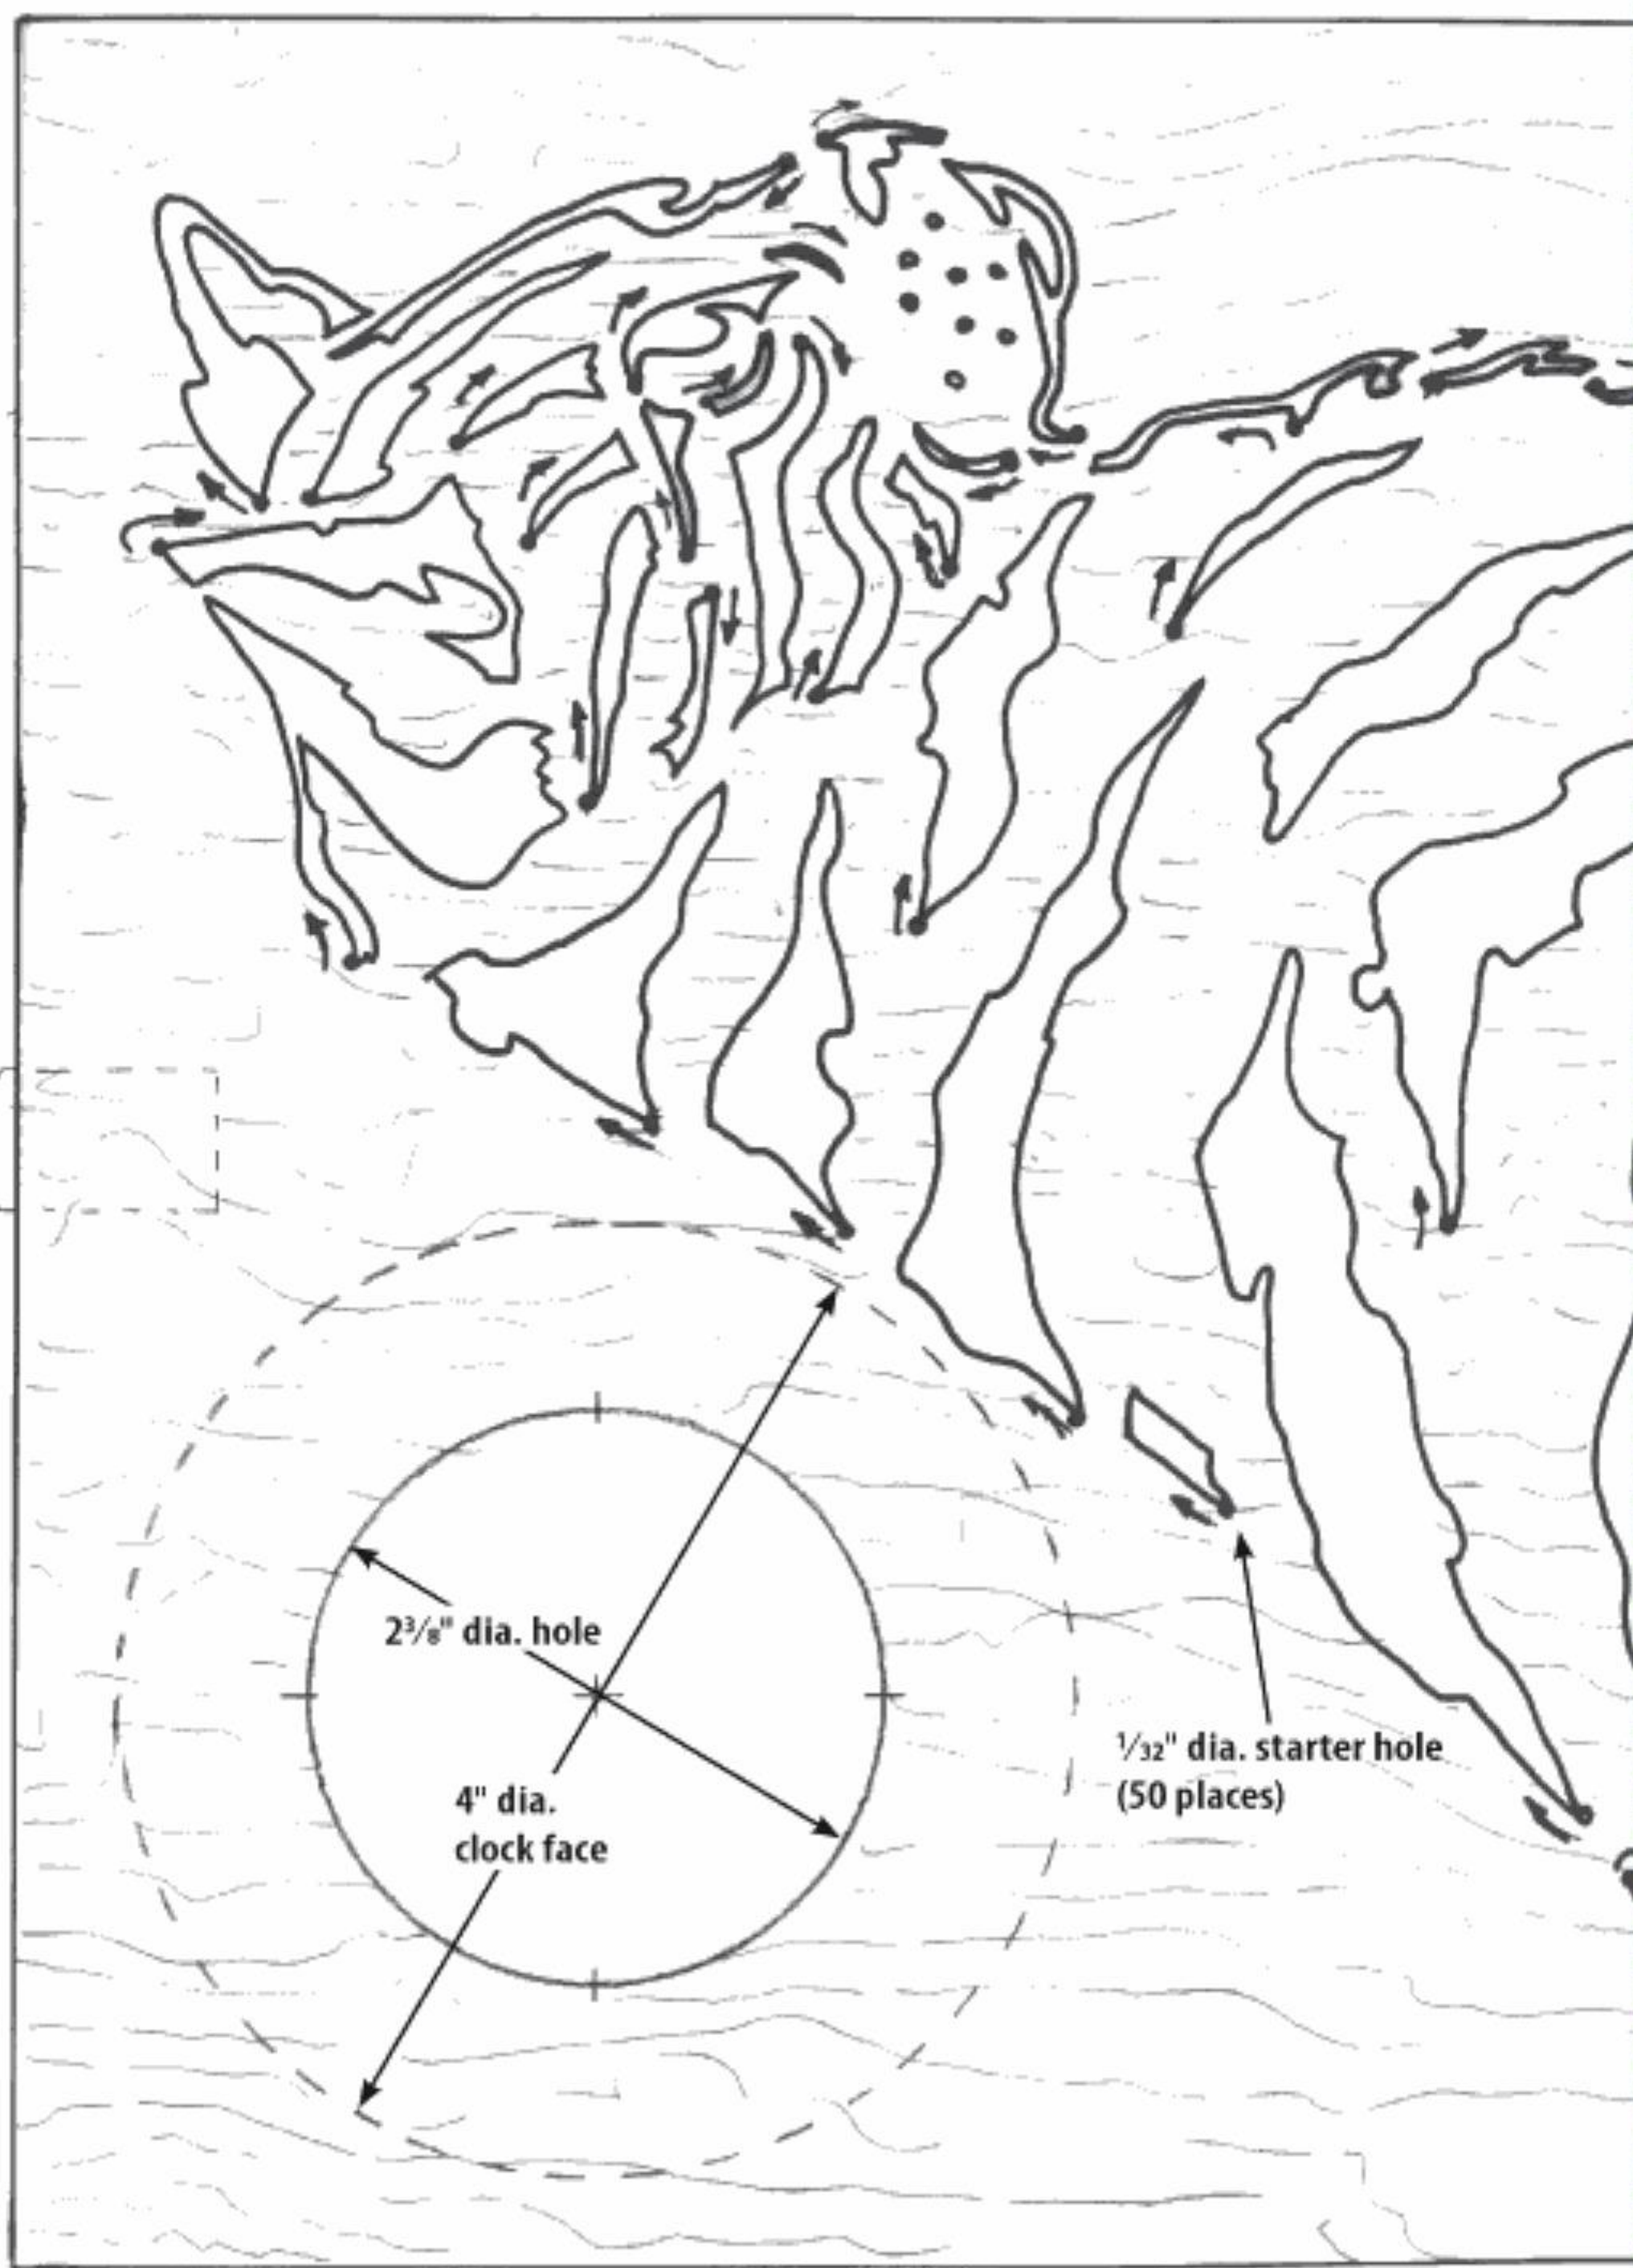 2³⁄₈" dia. hole
4" dia.
clock face
¹⁄₃₂" dia. starter hole
(50 places)